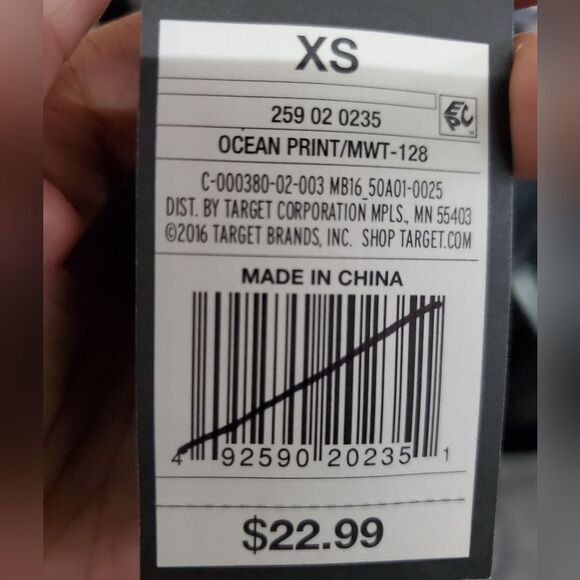 XS
259 02 0235
EPC
OCEAN PRINT/MWT-128
C-000380-02-003 MB16_50A01-0025
DIST. BY TARGET CORPORATION MPLS., MN 55403
©2016 TARGET BRANDS, INC. SHOP TARGET.COM
MADE IN CHINA
4 92590 20235 1
$22.99